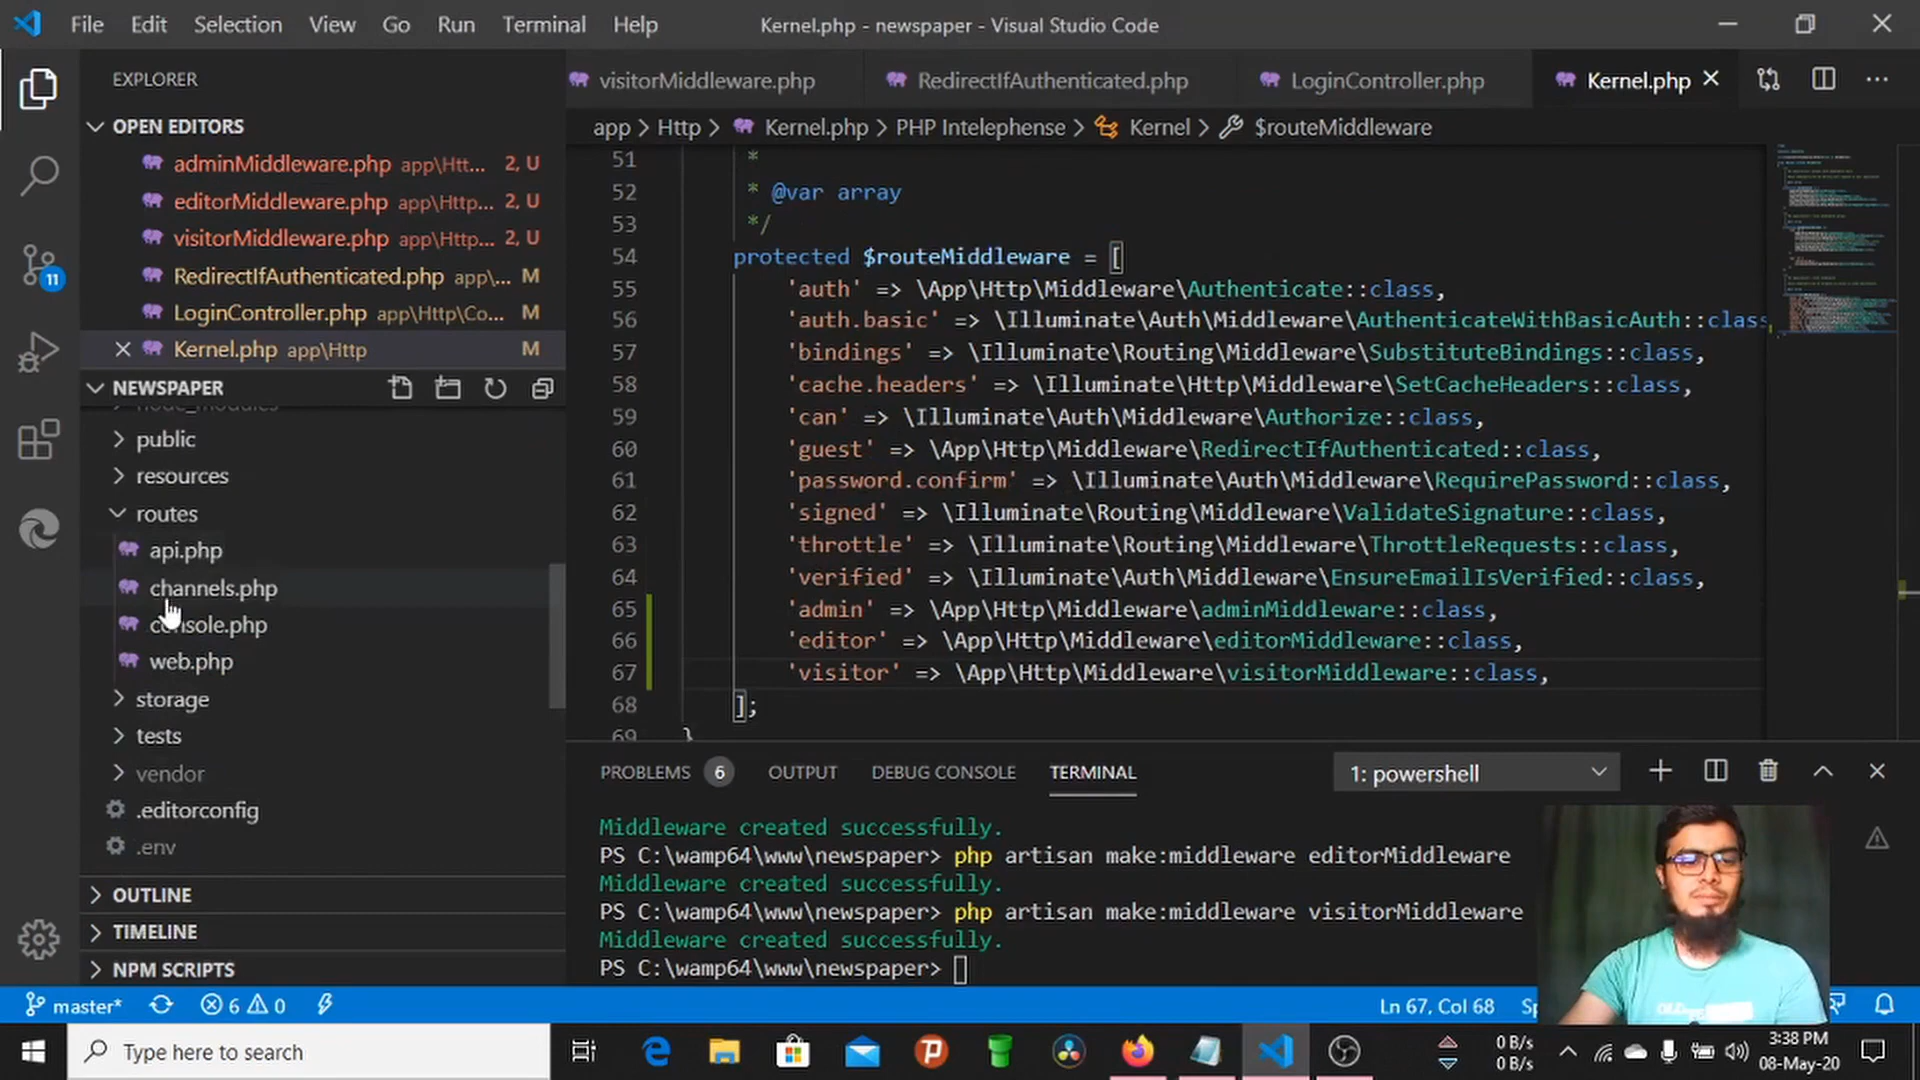 File Edit Selection View Go Run Terminal Help Kernel.php - newspaper - Visual Studio Code
EXPLORER
OPEN EDITORS
adminMiddleware.php app\Htt... 2, U
editorMiddleware.php app\Http... 2, U
visitorMiddleware.php app\Http... 2, U
RedirectIfAuthenticated.php app\... M
LoginController.php app\Http\Co... M
Kernel.php app\Http M
NEWSPAPER
node_modules
public
resources
routes
api.php
channels.php
console.php
web.php
storage
tests
vendor
.editorconfig
.env
OUTLINE
TIMELINE
NPM SCRIPTS
11
visitorMiddleware.php RedirectIfAuthenticated.php LoginController.php Kernel.php
app > Http > Kernel.php > PHP Intelephense > Kernel > $routeMiddleware
51 *
52 * @var array
53 */
54 protected $routeMiddleware = [
55 'auth' => \App\Http\Middleware\Authenticate::class,
56 'auth.basic' => \Illuminate\Auth\Middleware\AuthenticateWithBasicAuth::class
57 'bindings' => \Illuminate\Routing\Middleware\SubstituteBindings::class,
58 'cache.headers' => \Illuminate\Http\Middleware\SetCacheHeaders::class,
59 'can' => \Illuminate\Auth\Middleware\Authorize::class,
60 'guest' => \App\Http\Middleware\RedirectIfAuthenticated::class,
61 'password.confirm' => \Illuminate\Auth\Middleware\RequirePassword::class,
62 'signed' => \Illuminate\Routing\Middleware\ValidateSignature::class,
63 'throttle' => \Illuminate\Routing\Middleware\ThrottleRequests::class,
64 'verified' => \Illuminate\Auth\Middleware\EnsureEmailIsVerified::class,
65 'admin' => \App\Http\Middleware\adminMiddleware::class,
66 'editor' => \App\Http\Middleware\editorMiddleware::class,
67 'visitor' => \App\Http\Middleware\visitorMiddleware::class,
68 ];
69 }
PROBLEMS 6 OUTPUT DEBUG CONSOLE TERMINAL 1: powershell
Middleware created successfully.
PS C:\wamp64\www\newspaper> php artisan make:middleware editorMiddleware
Middleware created successfully.
PS C:\wamp64\www\newspaper> php artisan make:middleware visitorMiddleware
Middleware created successfully.
PS C:\wamp64\www\newspaper>
master* 6 0 Ln 67, Col 68
Type here to search
0 B/s
0 B/s
3:38 PM
08-May-20